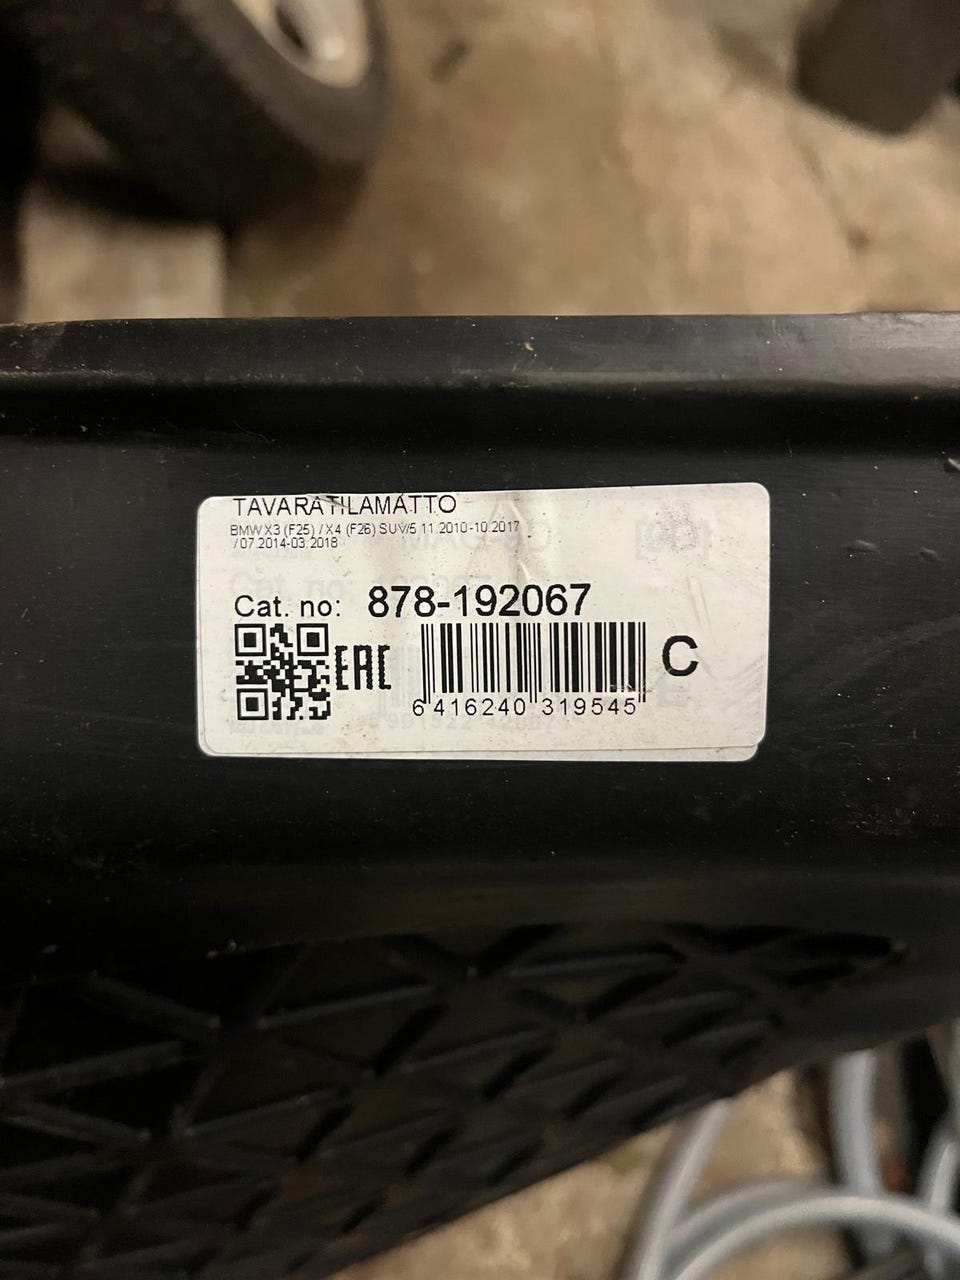 TAVARATILAMATTO
BMW X3 (F25) / X4 (F26) SUV/5 11.2010-10.2017
/ 07.2014-03.2018
Cat. no: 878-192067
EAC
C
6 416240 319545